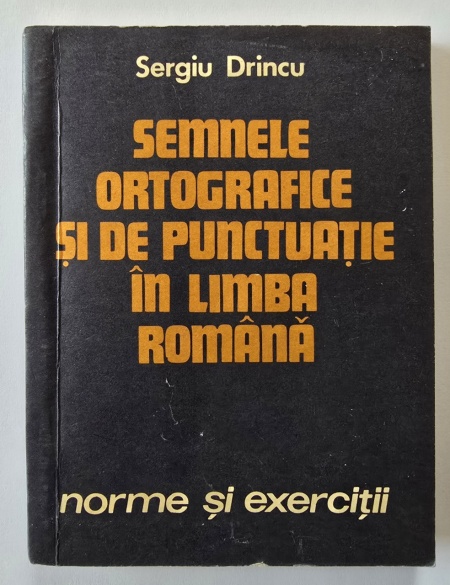 Sergiu Drincu
SEMNELE
ORTOGRAFICE
ȘI DE PUNCTUAȚIE
ÎN LIMBA
ROMÂNĂ
norme și exerciții